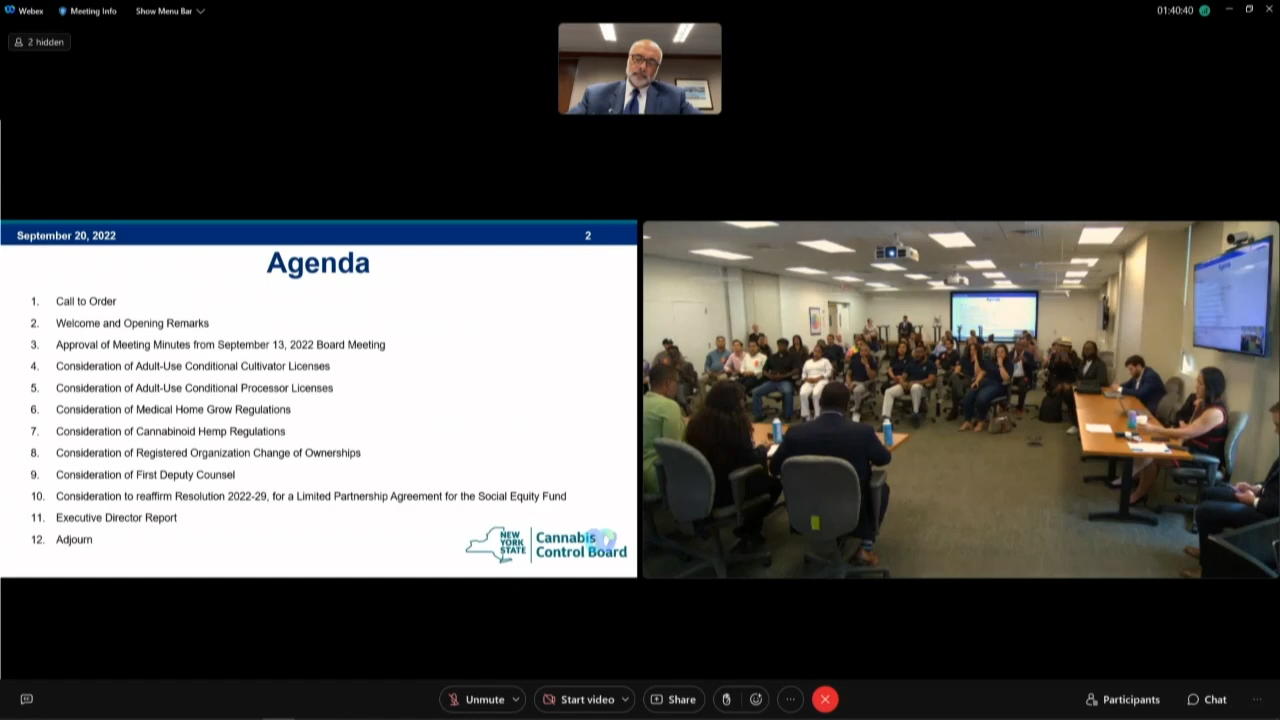 Webex
Meeting Info
Show Menu Bar
01:40:40
2 hidden
September 20, 2022
2
Agenda
1. Call to Order
2. Welcome and Opening Remarks
3. Approval of Meeting Minutes from September 13, 2022 Board Meeting
4. Consideration of Adult-Use Conditional Cultivator Licenses
5. Consideration of Adult-Use Conditional Processor Licenses
6. Consideration of Medical Home Grow Regulations
7. Consideration of Cannabinoid Hemp Regulations
8. Consideration of Registered Organization Change of Ownerships
9. Consideration of First Deputy Counsel
10. Consideration to reaffirm Resolution 2022-29, for a Limited Partnership Agreement for the Social Equity Fund
11. Executive Director Report
12. Adjourn
NEW
YORK
STATE
Cannabis
Control Board
Agenda
Unmute
Start video
Share
Participants
Chat